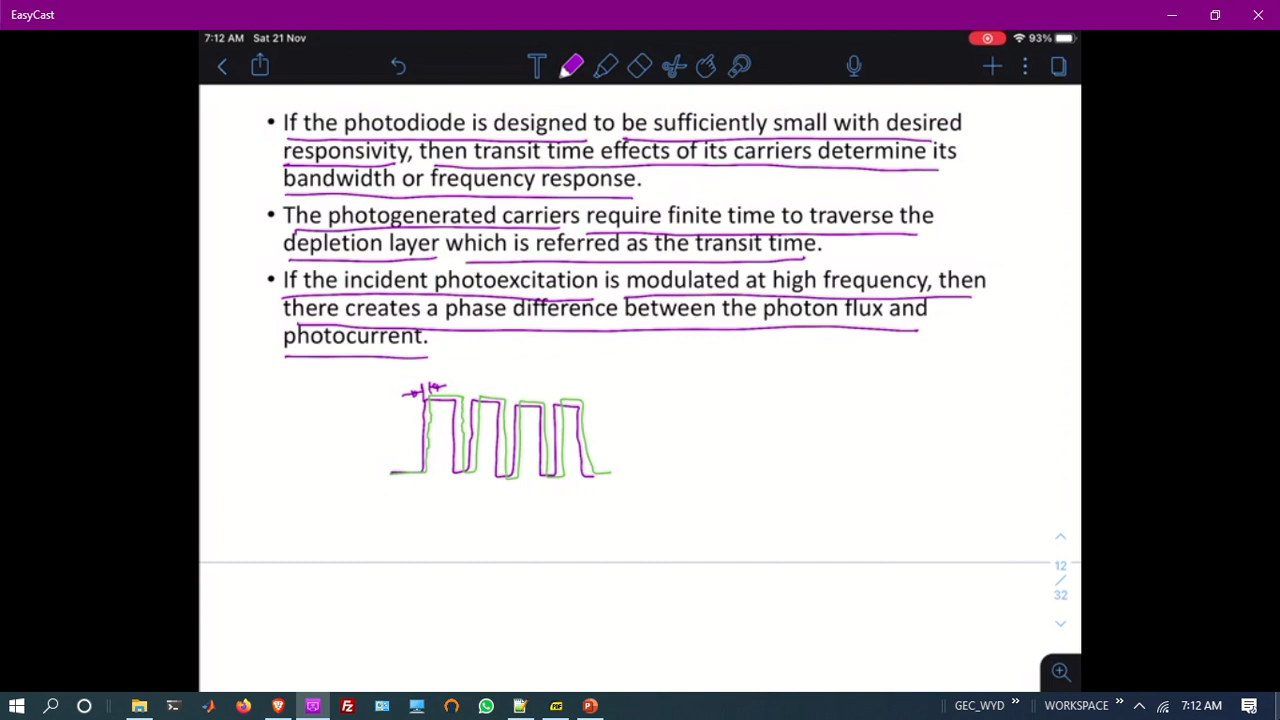 EasyCast
7:12 AM Sat 21 Nov
93%
T
• If the photodiode is designed to be sufficiently small with desired
responsivity, then transit time effects of its carriers determine its
bandwidth or frequency response.
• The photogenerated carriers require finite time to traverse the
depletion layer which is referred as the transit time.
• If the incident photoexcitation is modulated at high frequency, then
there creates a phase difference between the photon flux and
photocurrent.
12
/
32
GEC_WYD » WORKSPACE » 7:12 AM